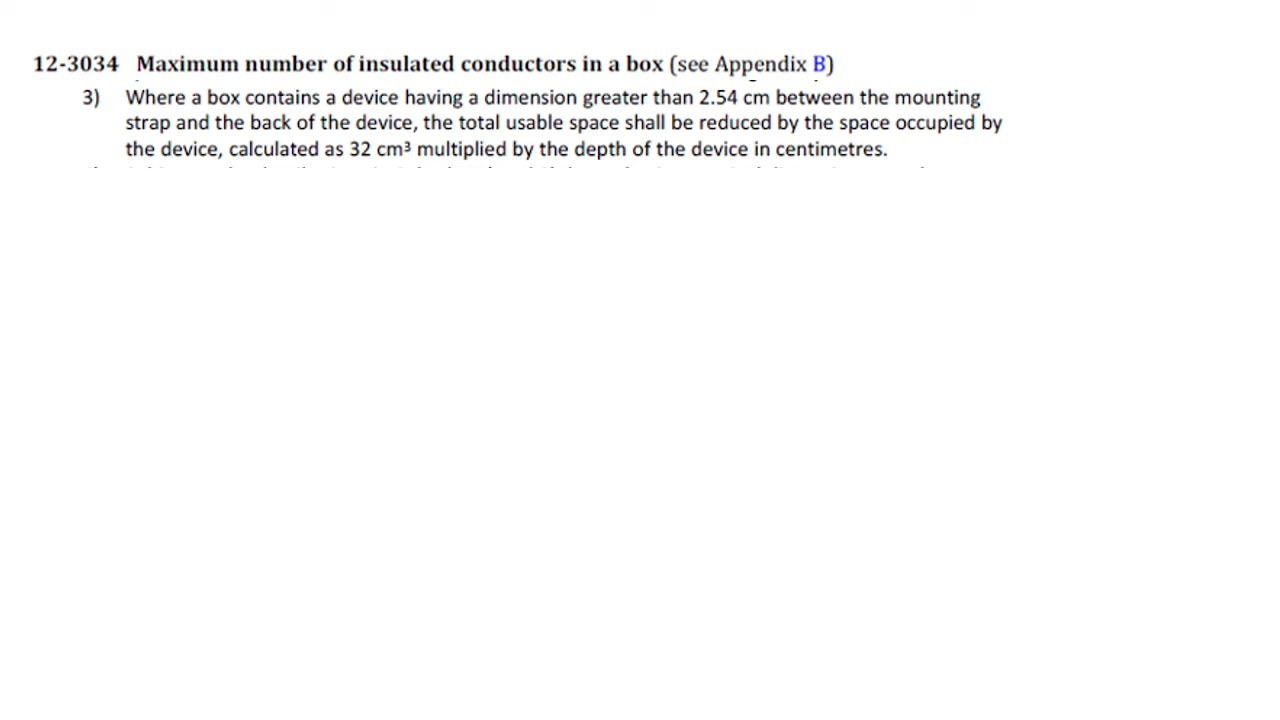 12-3034 Maximum number of insulated conductors in a box (see Appendix B)
3) Where a box contains a device having a dimension greater than 2.54 cm between the mounting
strap and the back of the device, the total usable space shall be reduced by the space occupied by
the device, calculated as 32 cm³ multiplied by the depth of the device in centimetres.